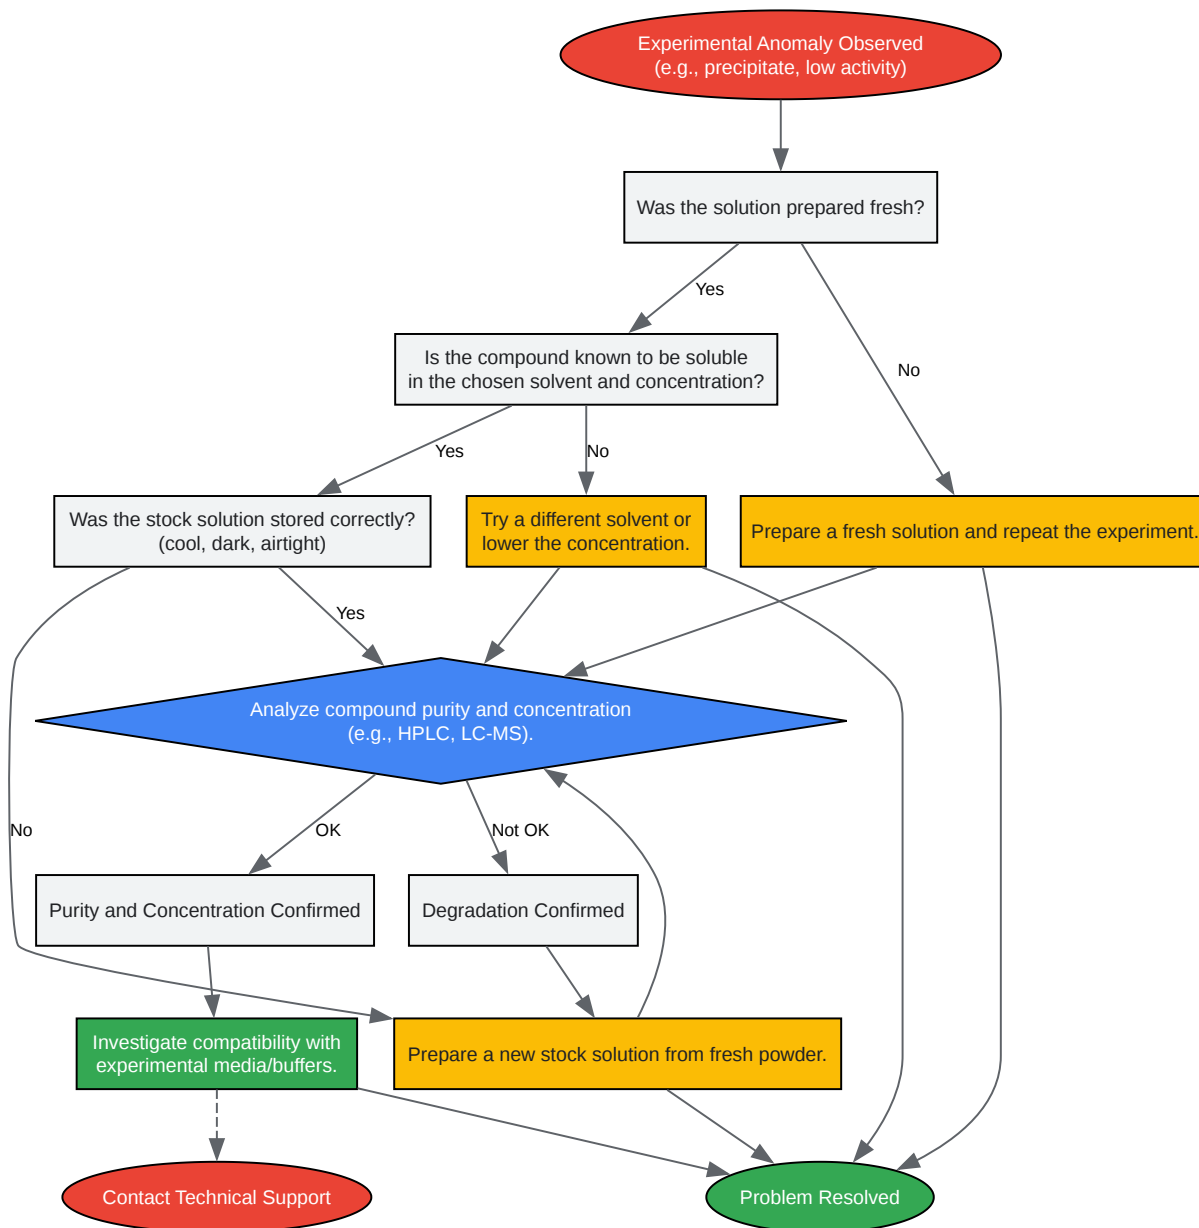 Experimental Anomaly Observed
(e.g., precipitate, low activity)
Was the solution prepared fresh?
Yes
No
Is the compound known to be soluble
in the chosen solvent and concentration?
Yes
No
Was the stock solution stored correctly?
(cool, dark, airtight)
Try a different solvent or
lower the concentration.
Prepare a fresh solution and repeat the experiment.
Yes
Analyze compound purity and concentration
(e.g., HPLC, LC-MS).
No
OK
Not OK
Purity and Concentration Confirmed
Degradation Confirmed
Investigate compatibility with
experimental media/buffers.
Prepare a new stock solution from fresh powder.
Contact Technical Support
Problem Resolved